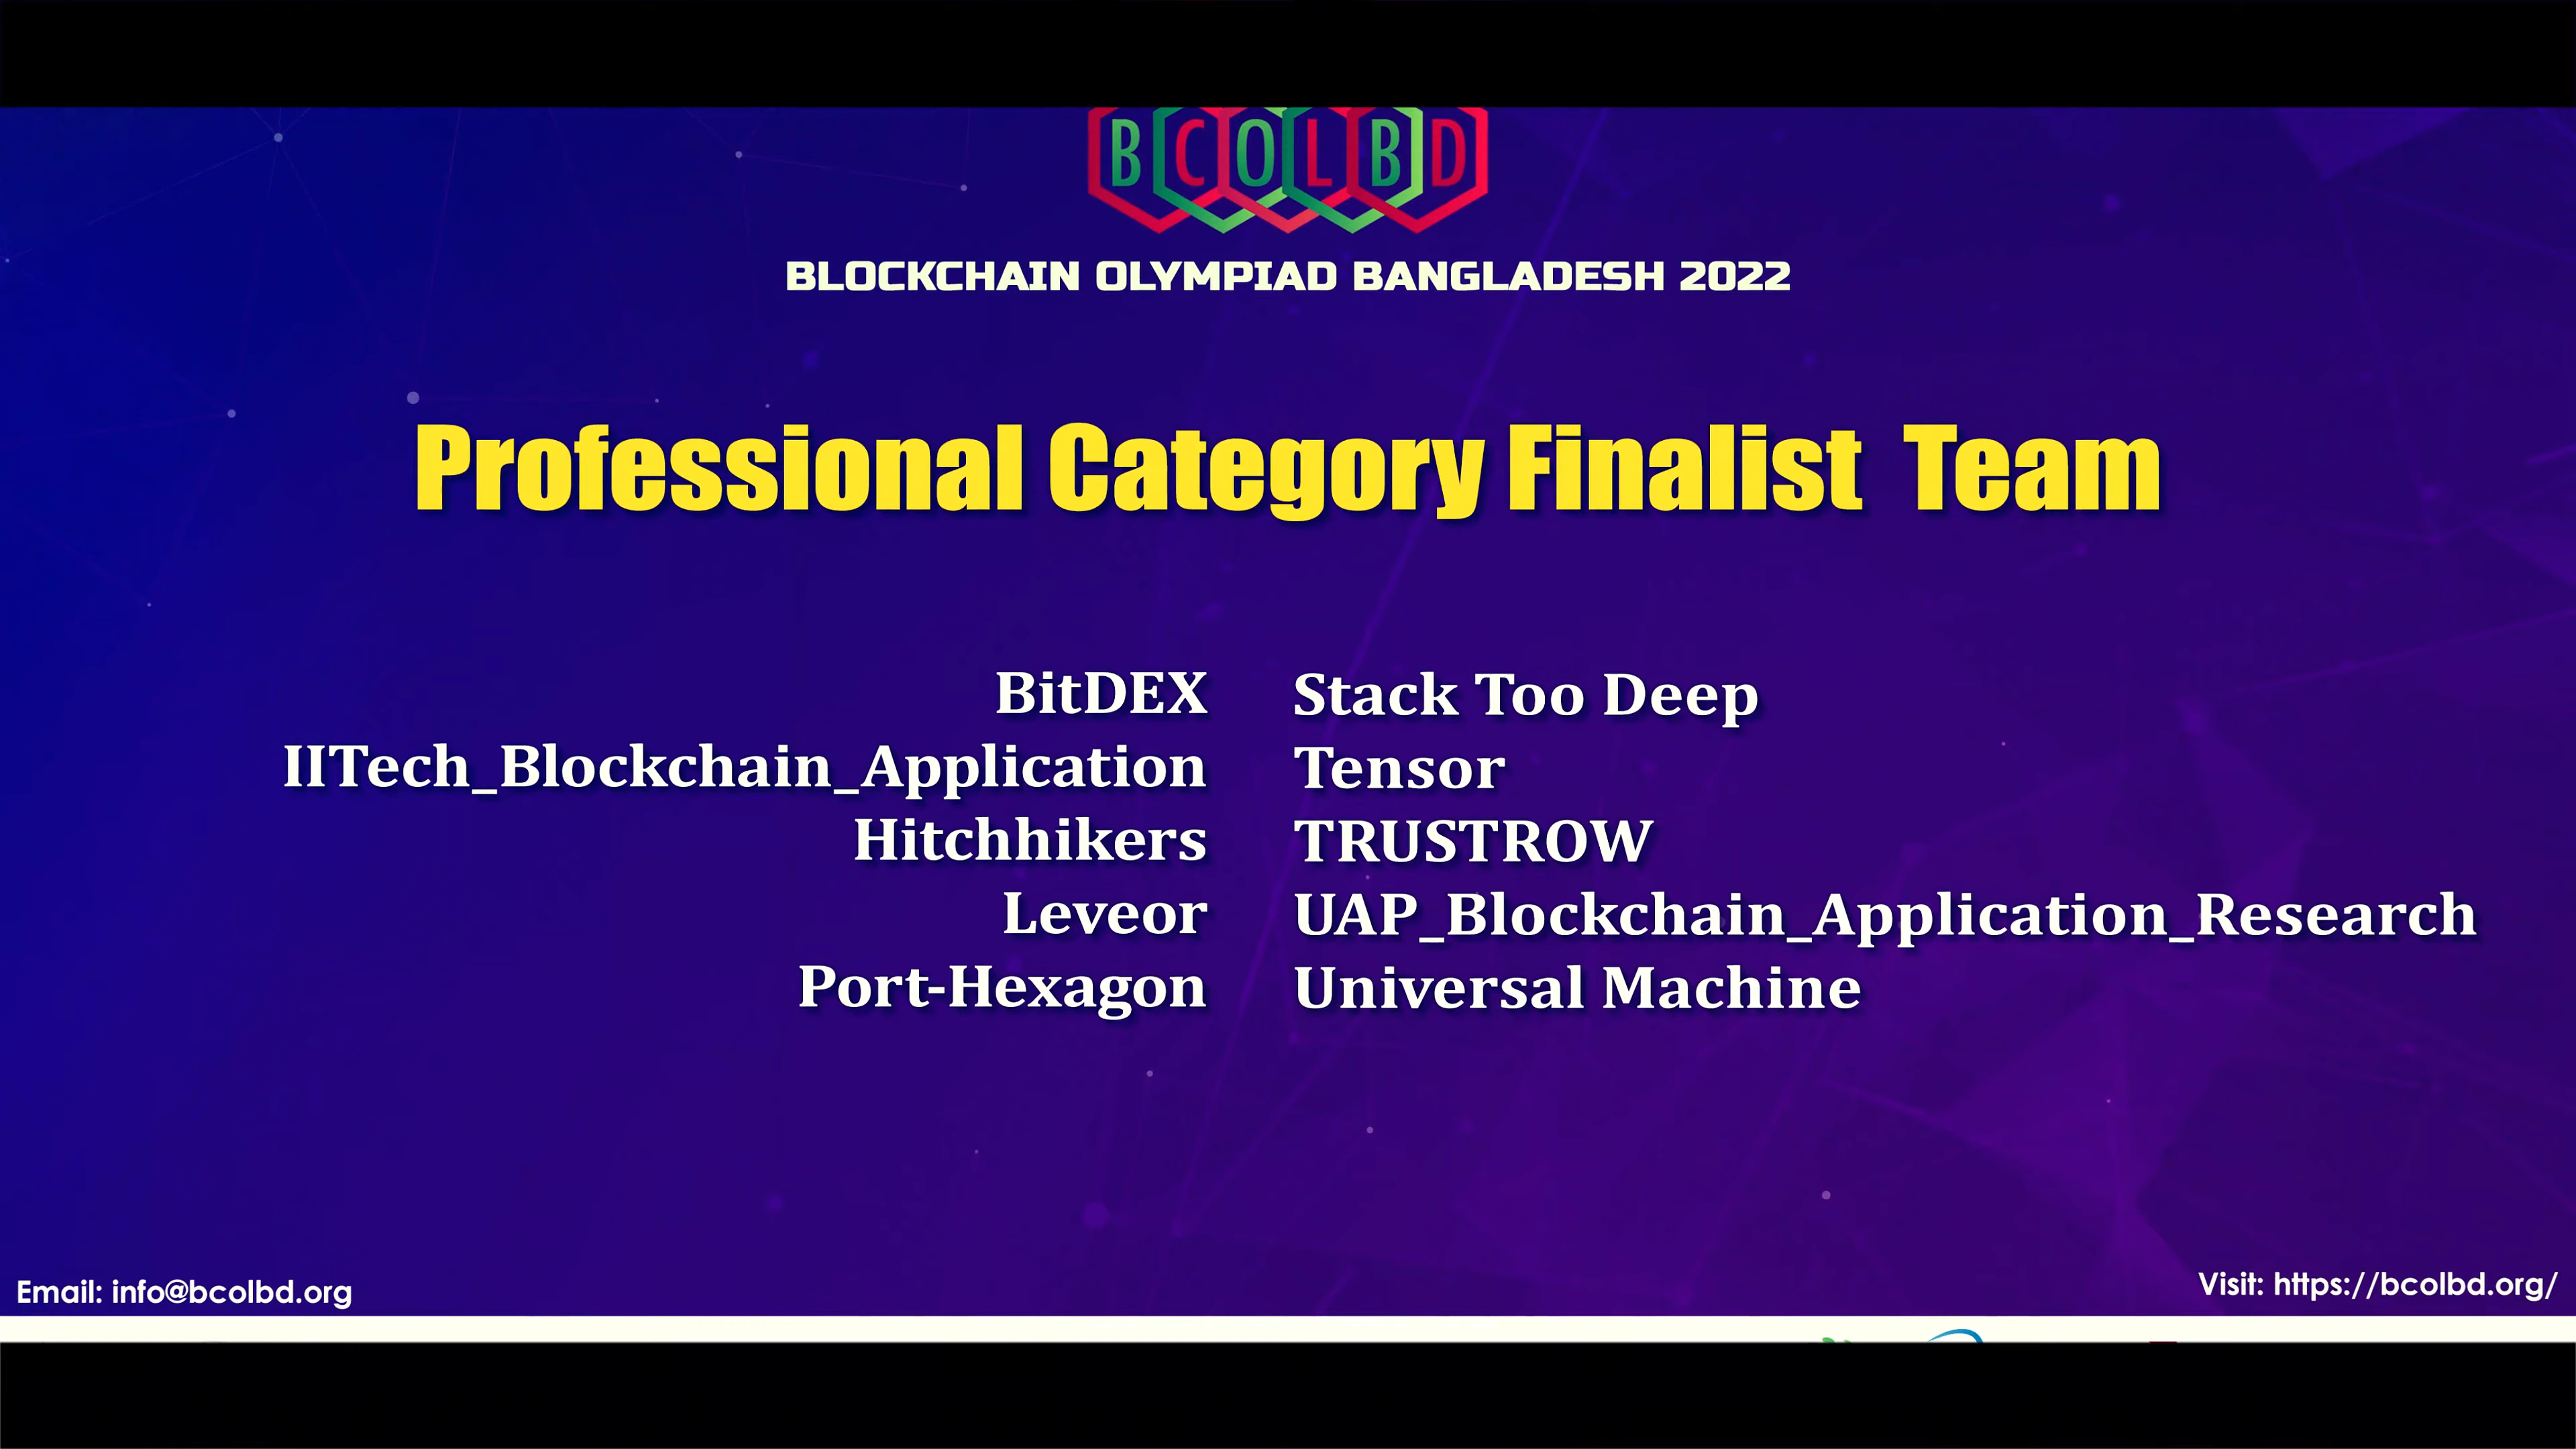 BCOLBD
BLOCKCHAIN OLYMPIAD BANGLADESH 2022
Professional Category Finalist Team
BitDEX
IITech_Blockchain_Application
Hitchhikers
Leveor
Port-Hexagon
Stack Too Deep
Tensor
TRUSTROW
UAP_Blockchain_Application_Research
Universal Machine
Email: info@bcolbd.org
Visit: https://bcolbd.org/